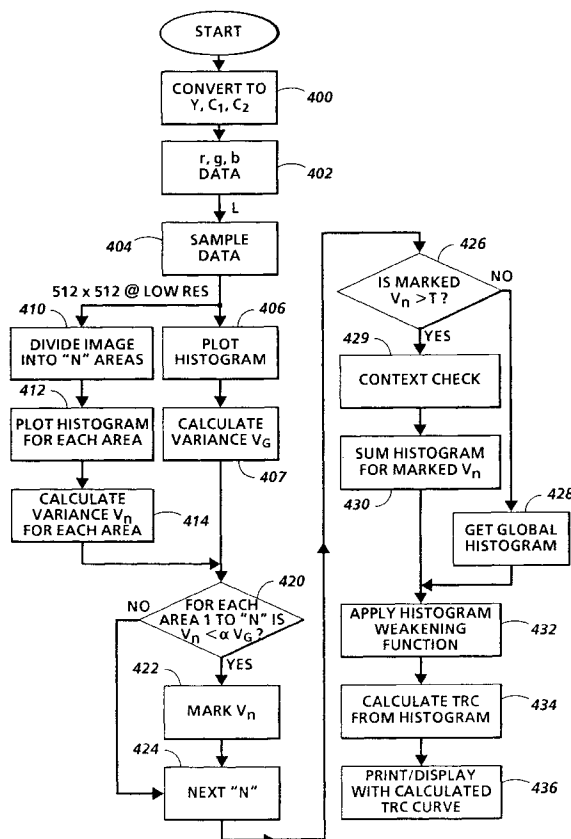 START
CONVERT TO
Y, C1, C2
400
r, g, b
DATA
402
L
SAMPLE
DATA
404
512 x 512 @ LOW RES
410
DIVIDE IMAGE
INTO "N" AREAS
412
PLOT HISTOGRAM
FOR EACH AREA
CALCULATE
VARIANCE Vn
FOR EACH AREA
414
406
PLOT
HISTOGRAM
CALCULATE
VARIANCE VG
407
420
FOR EACH
AREA 1 TO "N" IS
Vn < α VG?
NO
YES
422
MARK Vn
424
NEXT "N"
426
IS MARKED
Vn > T?
NO
YES
429
CONTEXT CHECK
SUM HISTOGRAM
FOR MARKED Vn
430
428
GET GLOBAL
HISTOGRAM
APPLY HISTOGRAM
WEAKENING
FUNCTION
432
CALCULATE TRC
FROM HISTOGRAM
434
PRINT/DISPLAY
WITH CALCULATED
TRC CURVE
436